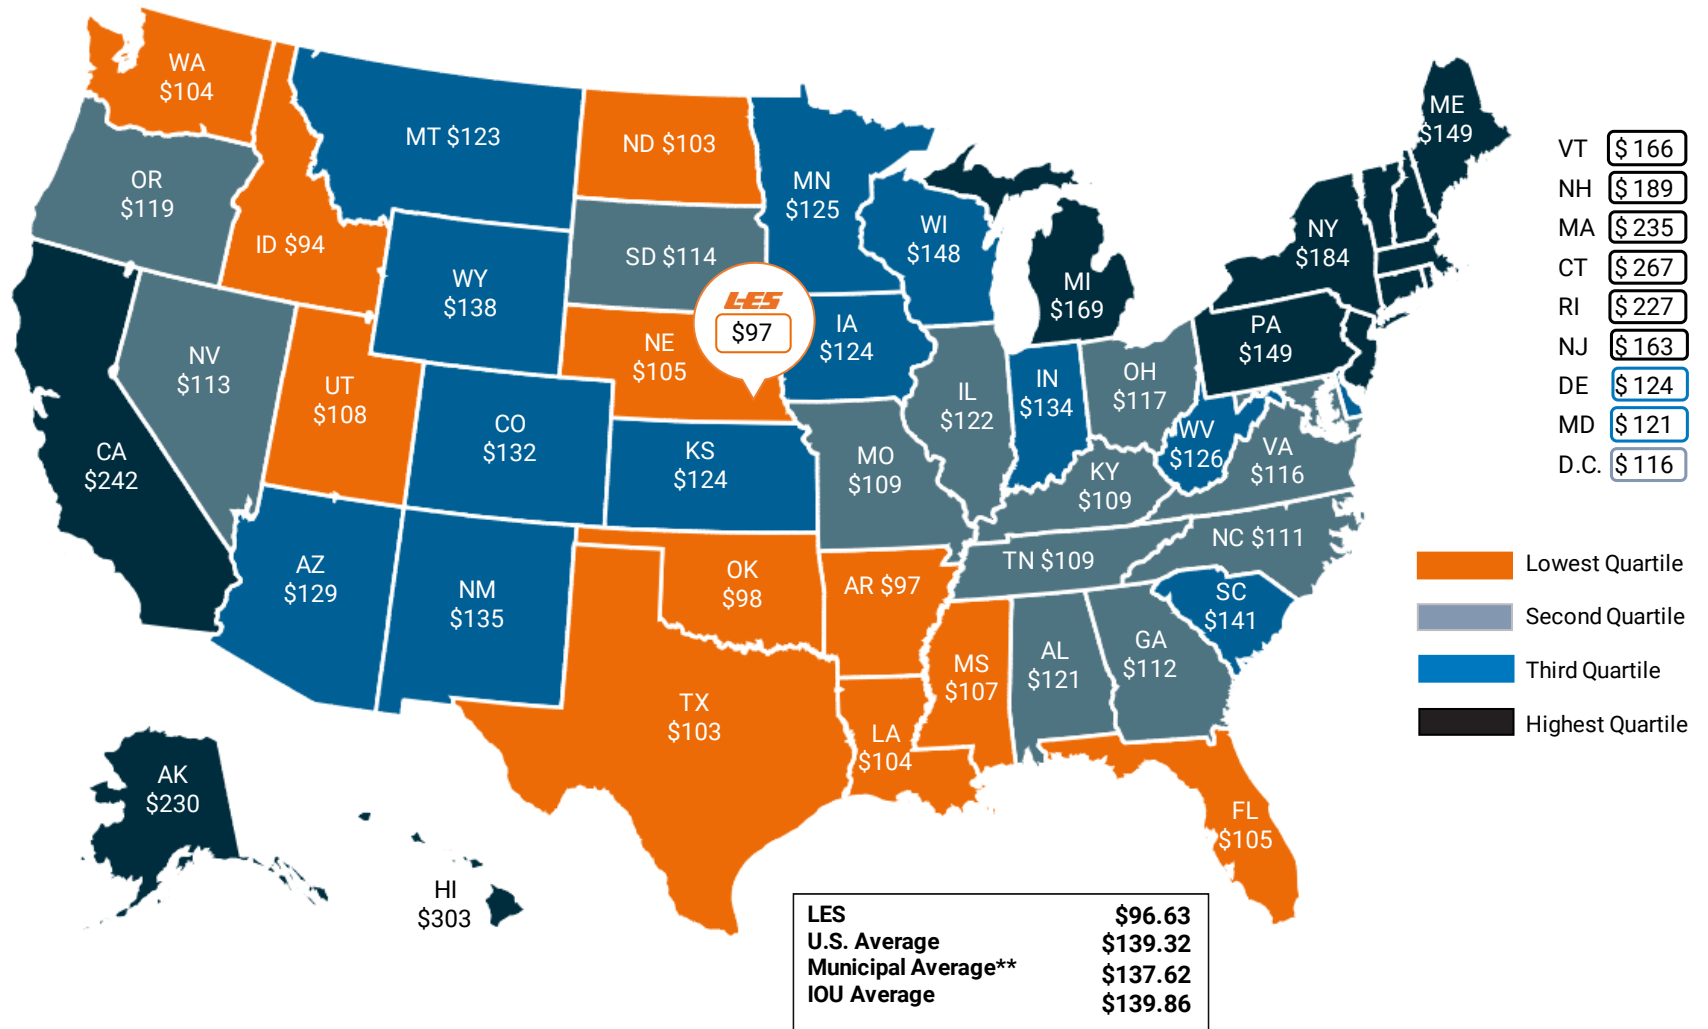 WA
$104
OR
$119
ID $94
MT $123
ND $103
MN
$125
SD $114
WY
$138
NV
$113
UT
$108
CA
$242
CO
$132
NE
$105
LES
$97
IA
$124
WI
$148
MI
$169
NY
$184
ME
$149
PA
$149
IL
$122
IN
$134
OH
$117
WV
$126
VA
$116
KY
$109
MO
$109
KS
$124
AZ
$129
NM
$135
OK
$98
AR $97
TN $109
NC $111
SC
$141
GA
$112
AL
$121
MS
$107
LA
$104
TX
$103
FL
$105
AK
$230
HI
$303
VT $ 166
NH $ 189
MA $ 235
CT $ 267
RI $ 227
NJ $ 163
DE $ 124
MD $ 121
D.C. $ 116
Lowest Quartile
Second Quartile
Third Quartile
Highest Quartile
LES $96.63
U.S. Average $139.32
Municipal Average** $137.62
IOU Average $139.86